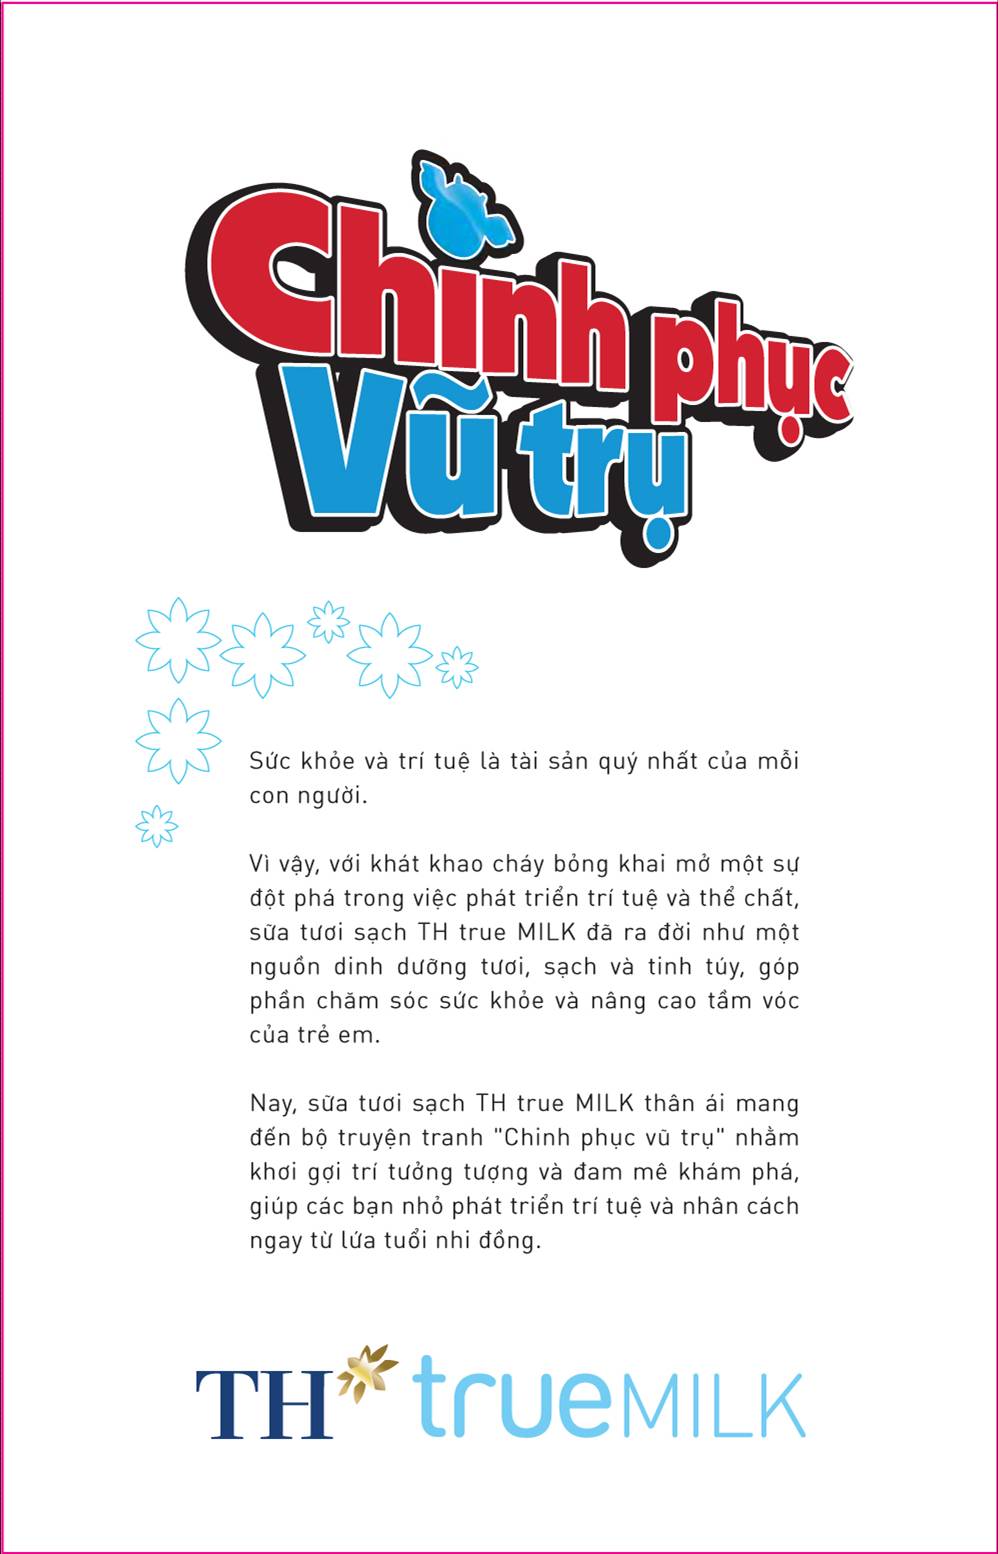 Chinh phục
Vũ trụ
Sức khỏe và trí tuệ là tài sản quý nhất của mỗi
con người.
Vì vậy, với khát khao cháy bỏng khai mở một sự
đột phá trong việc phát triển trí tuệ và thể chất,
sữa tươi sạch TH true MILK đã ra đời như một
nguồn dinh dưỡng tươi, sạch và tinh túy, góp
phần chăm sóc sức khỏe và nâng cao tầm vóc
của trẻ em.
Nay, sữa tươi sạch TH true MILK thân ái mang
đến bộ truyện tranh "Chinh phục vũ trụ" nhằm
khơi gợi trí tưởng tượng và đam mê khám phá,
giúp các bạn nhỏ phát triển trí tuệ và nhân cách
ngay từ lứa tuổi nhi đồng.
TH true MILK